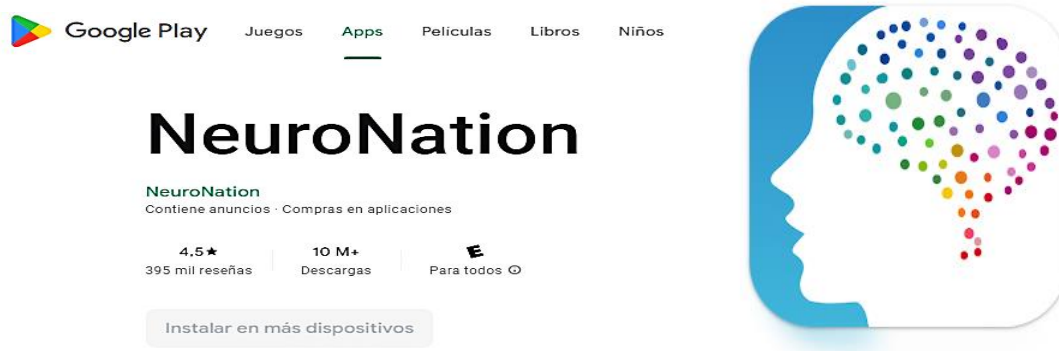 Google Play Juegos Apps Películas Libros Niños
NeuroNation
NeuroNation
Contiene anuncios · Compras en aplicaciones
4,5★ 10 M+ E
395 mil reseñas Descargas Para todos
Instalar en más dispositivos